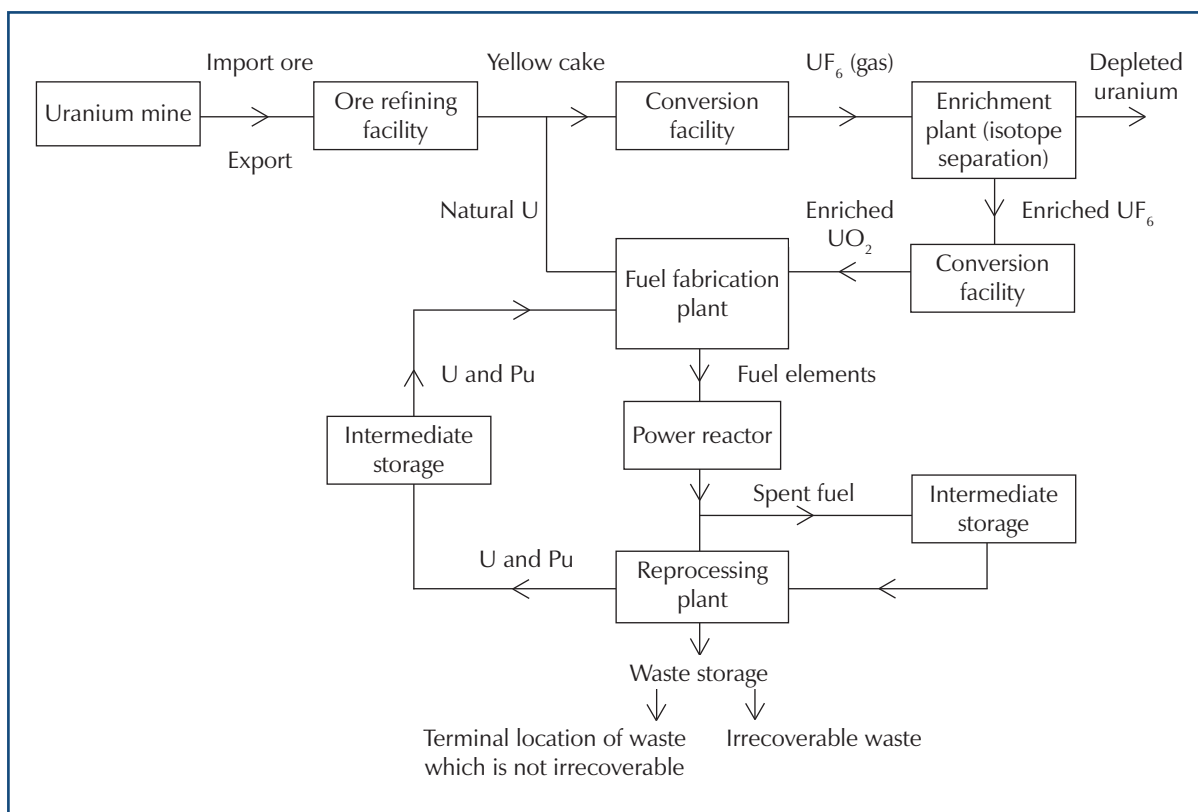 Import ore
Yellow cake
UF₆ (gas)
Depleted
uranium
Uranium mine
Ore refining
facility
Conversion
facility
Enrichment
plant (isotope
separation)
Export
Natural U
Enriched
UO₂
Enriched UF₆
Fuel fabrication
plant
Conversion
facility
U and Pu
Fuel elements
Intermediate
storage
Power reactor
Spent fuel
Intermediate
storage
U and Pu
Reprocessing
plant
Waste storage
Terminal location of waste
which is not irrecoverable
Irrecoverable waste